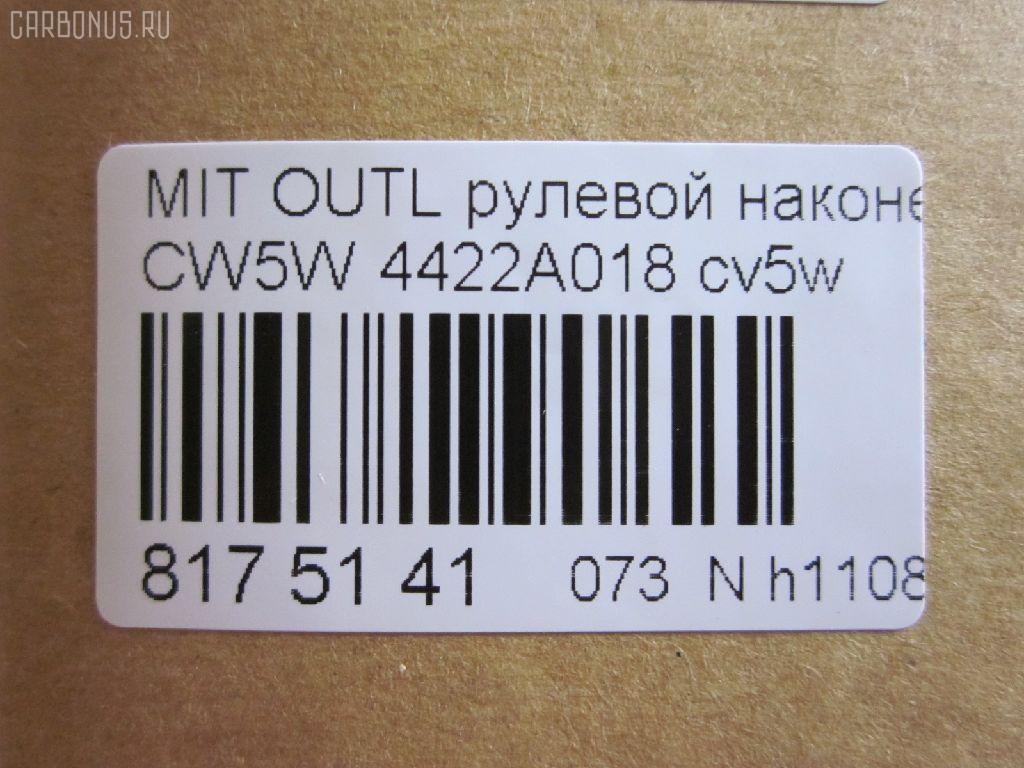 CARBONUS.RU
MIT OUTL рулевой наконе
CW5W 4422A018 cv5w
817 51 41 073 N h1108